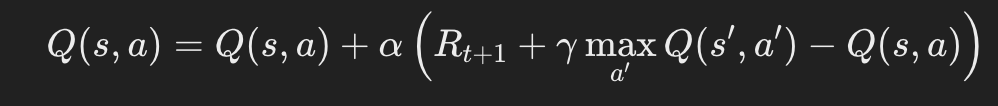 Q(s, a) = Q(s, a) + α (R_{t+1} + γ max_{a′} Q(s′, a′) − Q(s, a))